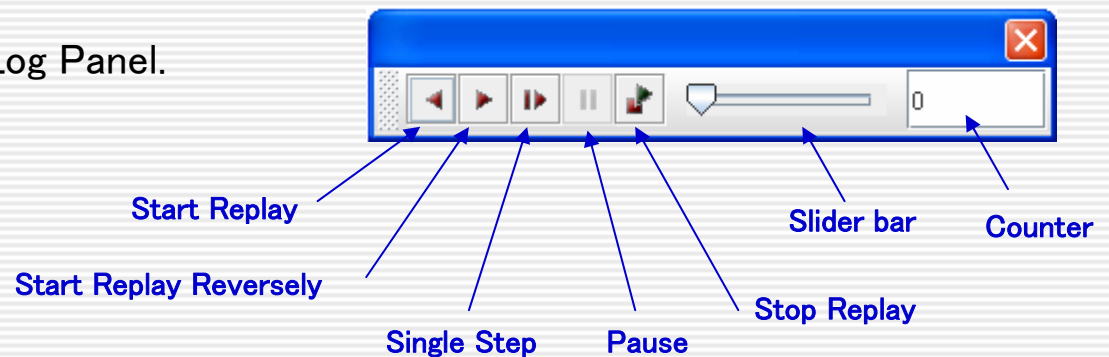 Log Panel.
0
Start Replay
Slider bar
Counter
Start Replay Reversely
Stop Replay
Single Step
Pause